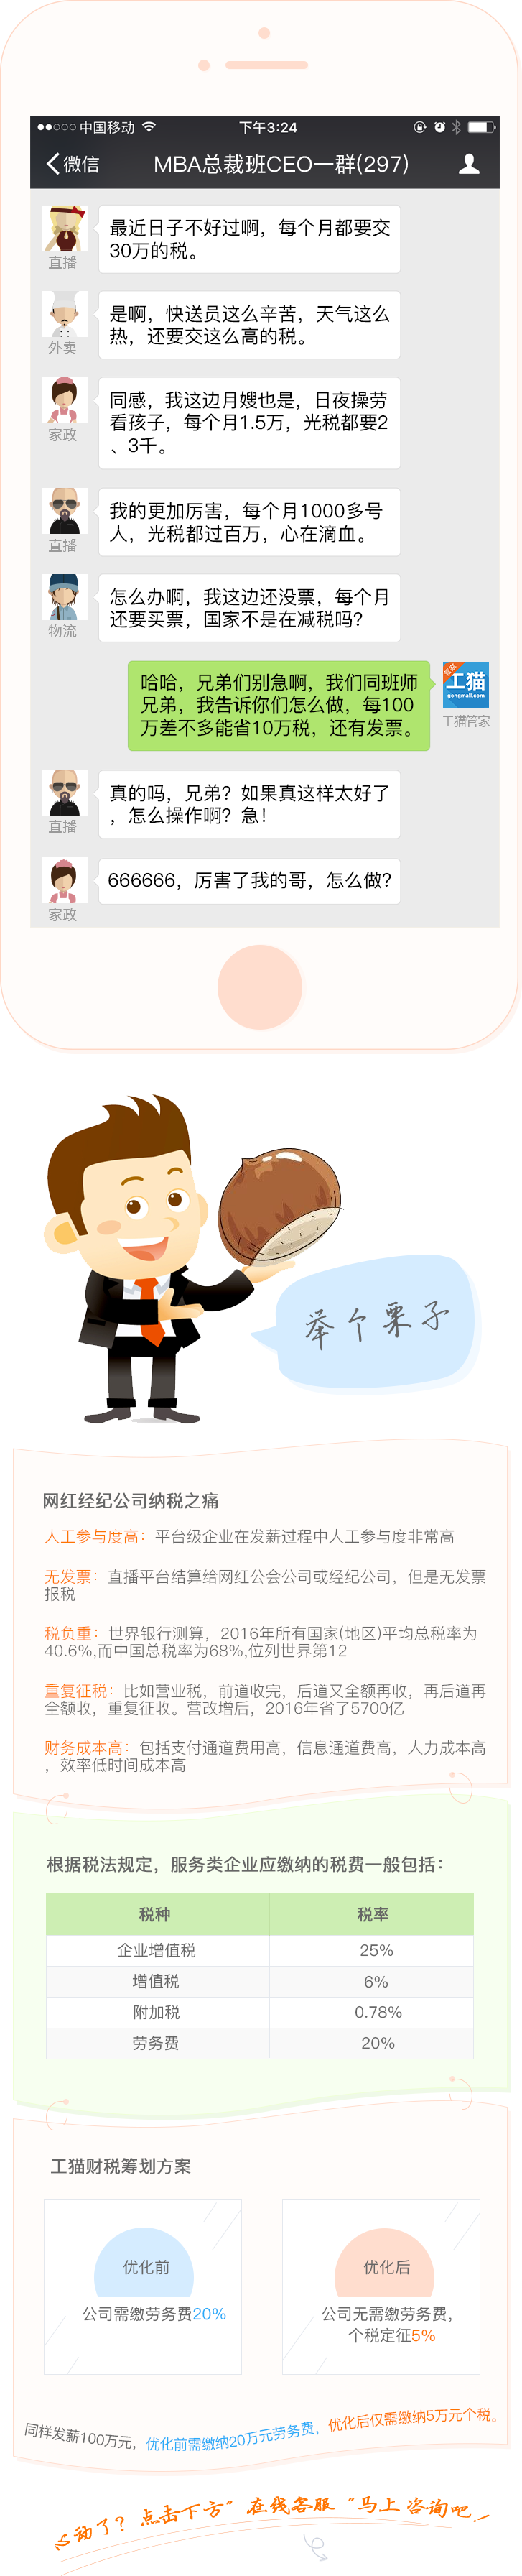 中国移动
下午3:24
微信
MBA总裁班CEO一群(297)
最近日子不好过啊，每个月都要交
30万的税。
直播
是啊，快送员这么辛苦，天气这么
热，还要交这么高的税。
外卖
同感，我这边月嫂也是，日夜操劳
看孩子，每个月1.5万，光税都要2
、3千。
家政
我的更加厉害，每个月1000多号
人，光税都过百万，心在滴血。
直播
怎么办啊，我这边还没票，每个月
还要买票，国家不是在减税吗?
物流
哈哈，兄弟们别急啊，我们同班师
兄弟，我告诉你们怎么做，每100
万差不多能省10万税，还有发票。
管家
工猫
gongmall.com
工猫管家
真的吗，兄弟？如果真这样太好了
，怎么操作啊？急！
直播
666666，厉害了我的哥，怎么做?
家政
举个栗子
网红经纪公司纳税之痛
人工参与度高：平台级企业在发薪过程中人工参与度非常高
无发票：直播平台结算给网红公会公司或经纪公司，但是无发票
报税
税负重：世界银行测算，2016年所有国家(地区)平均总税率为
40.6%,而中国总税率为68%,位列世界第12
重复征税：比如营业税，前道收完，后道又全额再收，再后道再
全额收，重复征收。营改增后，2016年省了5700亿
财务成本高：包括支付通道费用高，信息通道费高，人力成本高
，效率低时间成本高
根据税法规定，服务类企业应缴纳的税费一般包括：
税种 税率
企业增值税 25%
增值税 6%
附加税 0.78%
劳务费 20%
工猫财税筹划方案
优化前
公司需缴劳务费20%
优化后
公司无需缴劳务费，
个税定征5%
同样发薪100万元，优化前需缴纳20万元劳务费，优化后仅需缴纳5万元个税。
心动了？点击下方"在线客服"马上咨询吧！